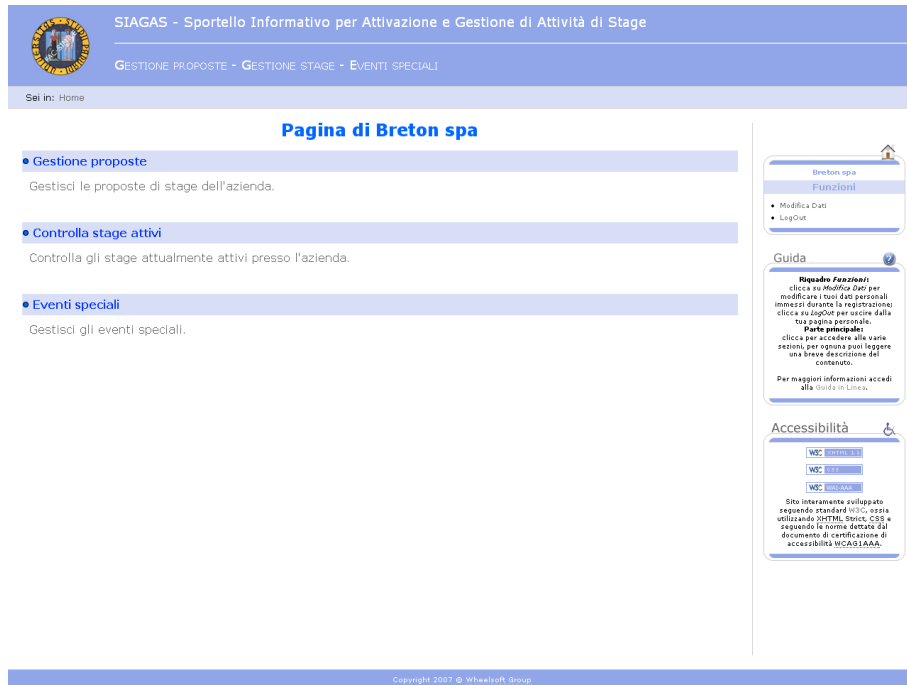 SIAGAS - Sportello Informativo per Attivazione e Gestione di Attività di Stage
GESTIONE PROPOSTE - GESTIONE STAGE - EVENTI SPECIALI
Sei in: Home
Pagina di Breton spa
Gestione proposte
Gestisci le proposte di stage dell'azienda.
Controlla stage attivi
Controlla gli stage attualmente attivi presso l'azienda.
Eventi speciali
Gestisci gli eventi speciali.
Breton spa
Funzioni
Modifica Dati
LogOut
Guida
Riquadro Funzioni:
clicca su Modifica Dati per
modificare i tuoi dati personali
immessi durante la registrazione;
clicca su LogOut per uscire dalla
tua pagina personale.
Parte principale:
clicca per accedere alle varie
sezioni, per ognuna puoi leggere
una breve descrizione del
contenuto.
Per maggiori informazioni accedi
alla Guida in Linea.
Accessibilità
W3C XHTML 1.1
W3C CSS
W3C WAI-AAA
Sito interamente sviluppato
seguendo standard W3C, ossia
utilizzando XHTML Strict, CSS e
seguendo le norme dettate dal
documento di certificazione di
accessibilità WCAG1AAA.
Copyright 2007 © Wheelsoft Group